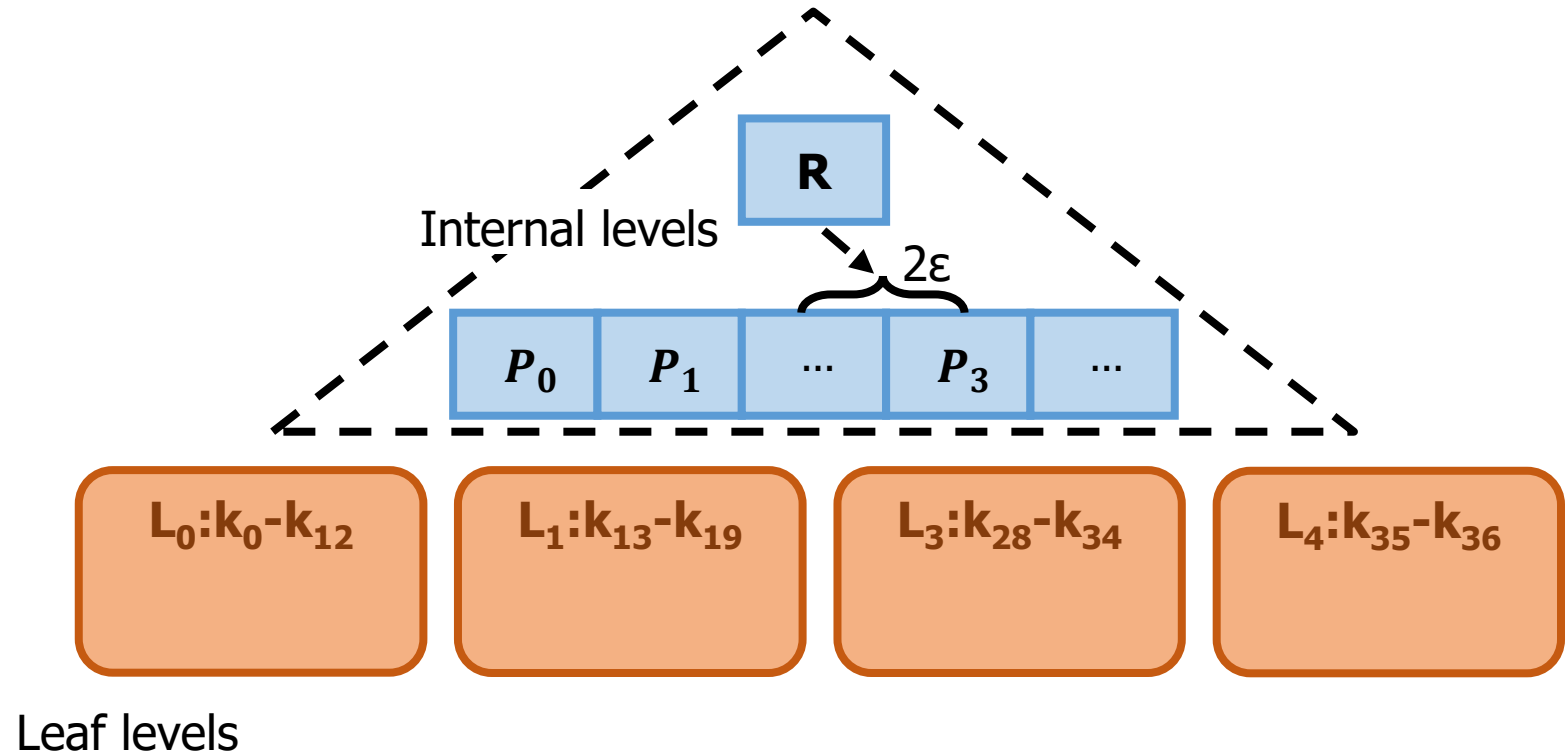 R
Internal levels
2ε
P₀ P₁ ... P₃ ...
L₀:k₀-k₁₂ L₁:k₁₃-k₁₉ L₃:k₂₈-k₃₄ L₄:k₃₅-k₃₆
Leaf levels